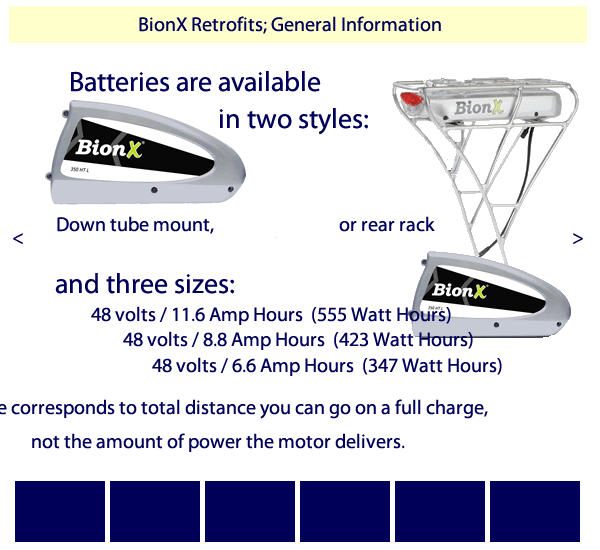 BionX Retrofits; General Information
Batteries are available
in two styles:
BionX
BionX
350 HT L
Down tube mount,
or rear rack
<
>
and three sizes:
BionX
48 volts / 11.6 Amp Hours (555 Watt Hours)
48 volts / 8.8 Amp Hours (423 Watt Hours)
48 volts / 6.6 Amp Hours (347 Watt Hours)
e corresponds to total distance you can go on a full charge,
not the amount of power the motor delivers.